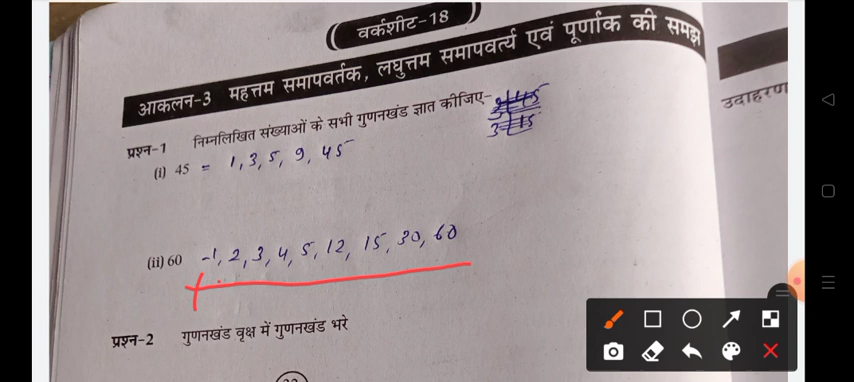 वर्कशीट-18
आकलन-3 महत्तम समापवर्तक, लघुत्तम समापवर्त्य एवं पूर्णांक की समझ
उदाहरण
प्रश्न-1 निम्नलिखित संख्याओं के सभी गुणनखंड ज्ञात कीजिए-
(i) 45 = 1, 3, 5, 9, 45
(ii) 60 -1, 2, 3, 4, 5, 12, 15, 30, 60
प्रश्न-2 गुणनखंड वृक्ष में गुणनखंड भरे